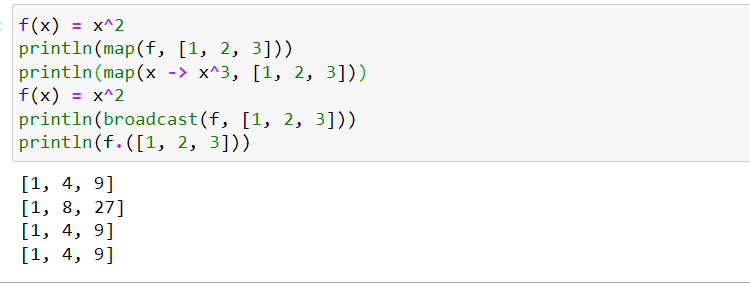 f(x) = x^2
println(map(f, [1, 2, 3]))
println(map(x -> x^3, [1, 2, 3]))
f(x) = x^2
println(broadcast(f, [1, 2, 3]))
println(f.([1, 2, 3]))
[1, 4, 9]
[1, 8, 27]
[1, 4, 9]
[1, 4, 9]